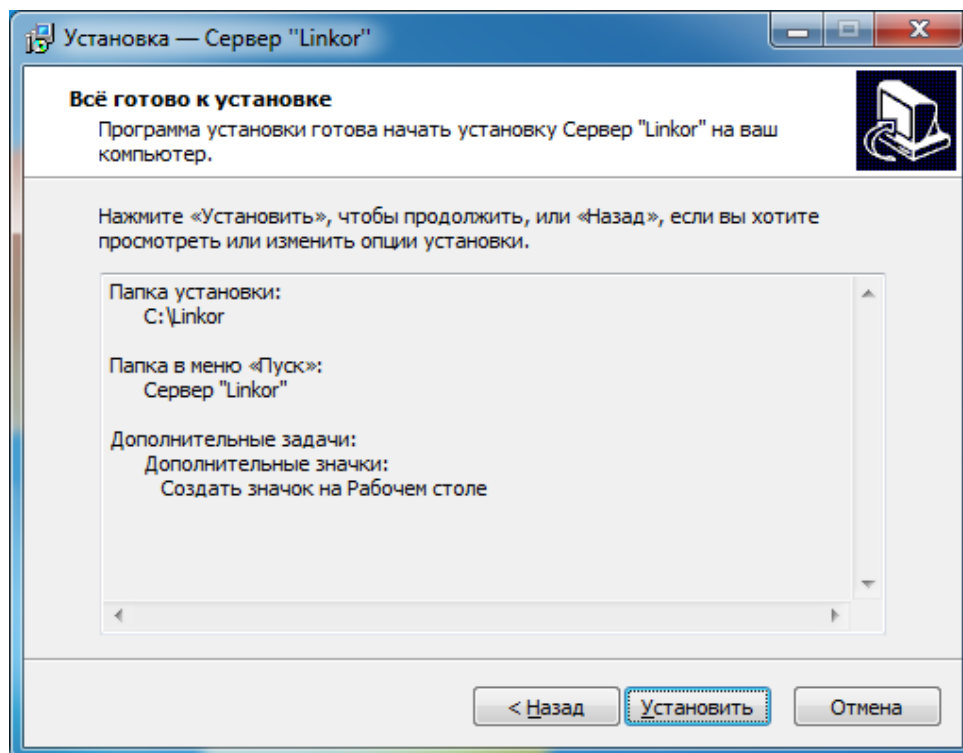 Установка — Сервер "Linkor"
Всё готово к установке
Программа установки готова начать установку Сервер "Linkor" на ваш
компьютер.
Нажмите «Установить», чтобы продолжить, или «Назад», если вы хотите
просмотреть или изменить опции установки.
Папка установки:
C:\Linkor
Папка в меню «Пуск»:
Сервер "Linkor"
Дополнительные задачи:
Дополнительные значки:
Создать значок на Рабочем столе
< Назад
Установить
Отмена